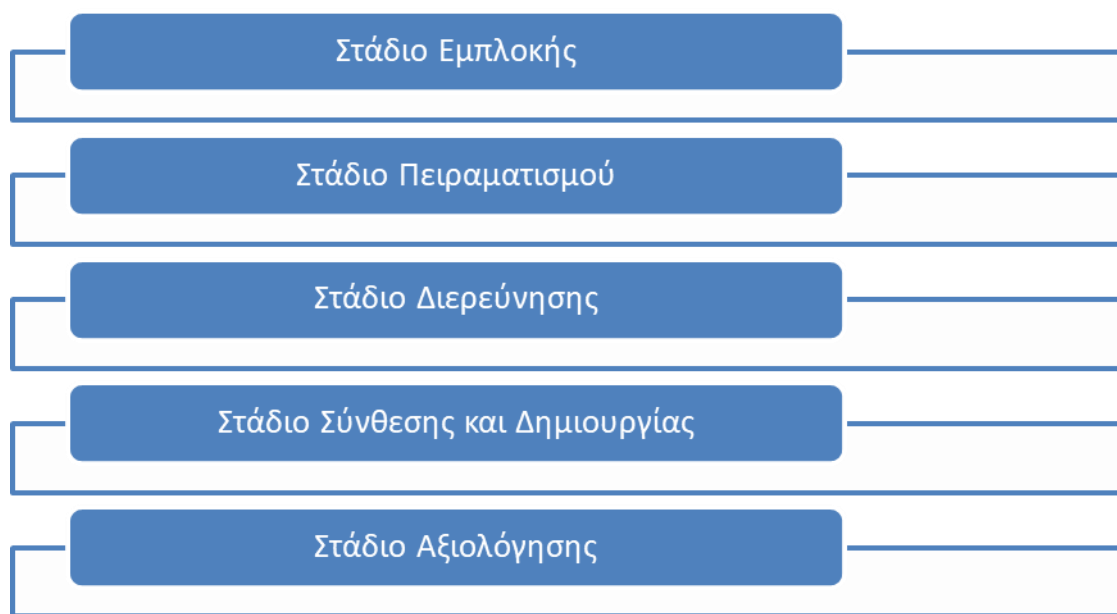 Στάδιο Εμπλοκής
Στάδιο Πειραματισμού
Στάδιο Διερεύνησης
Στάδιο Σύνθεσης και Δημιουργίας
Στάδιο Αξιολόγησης